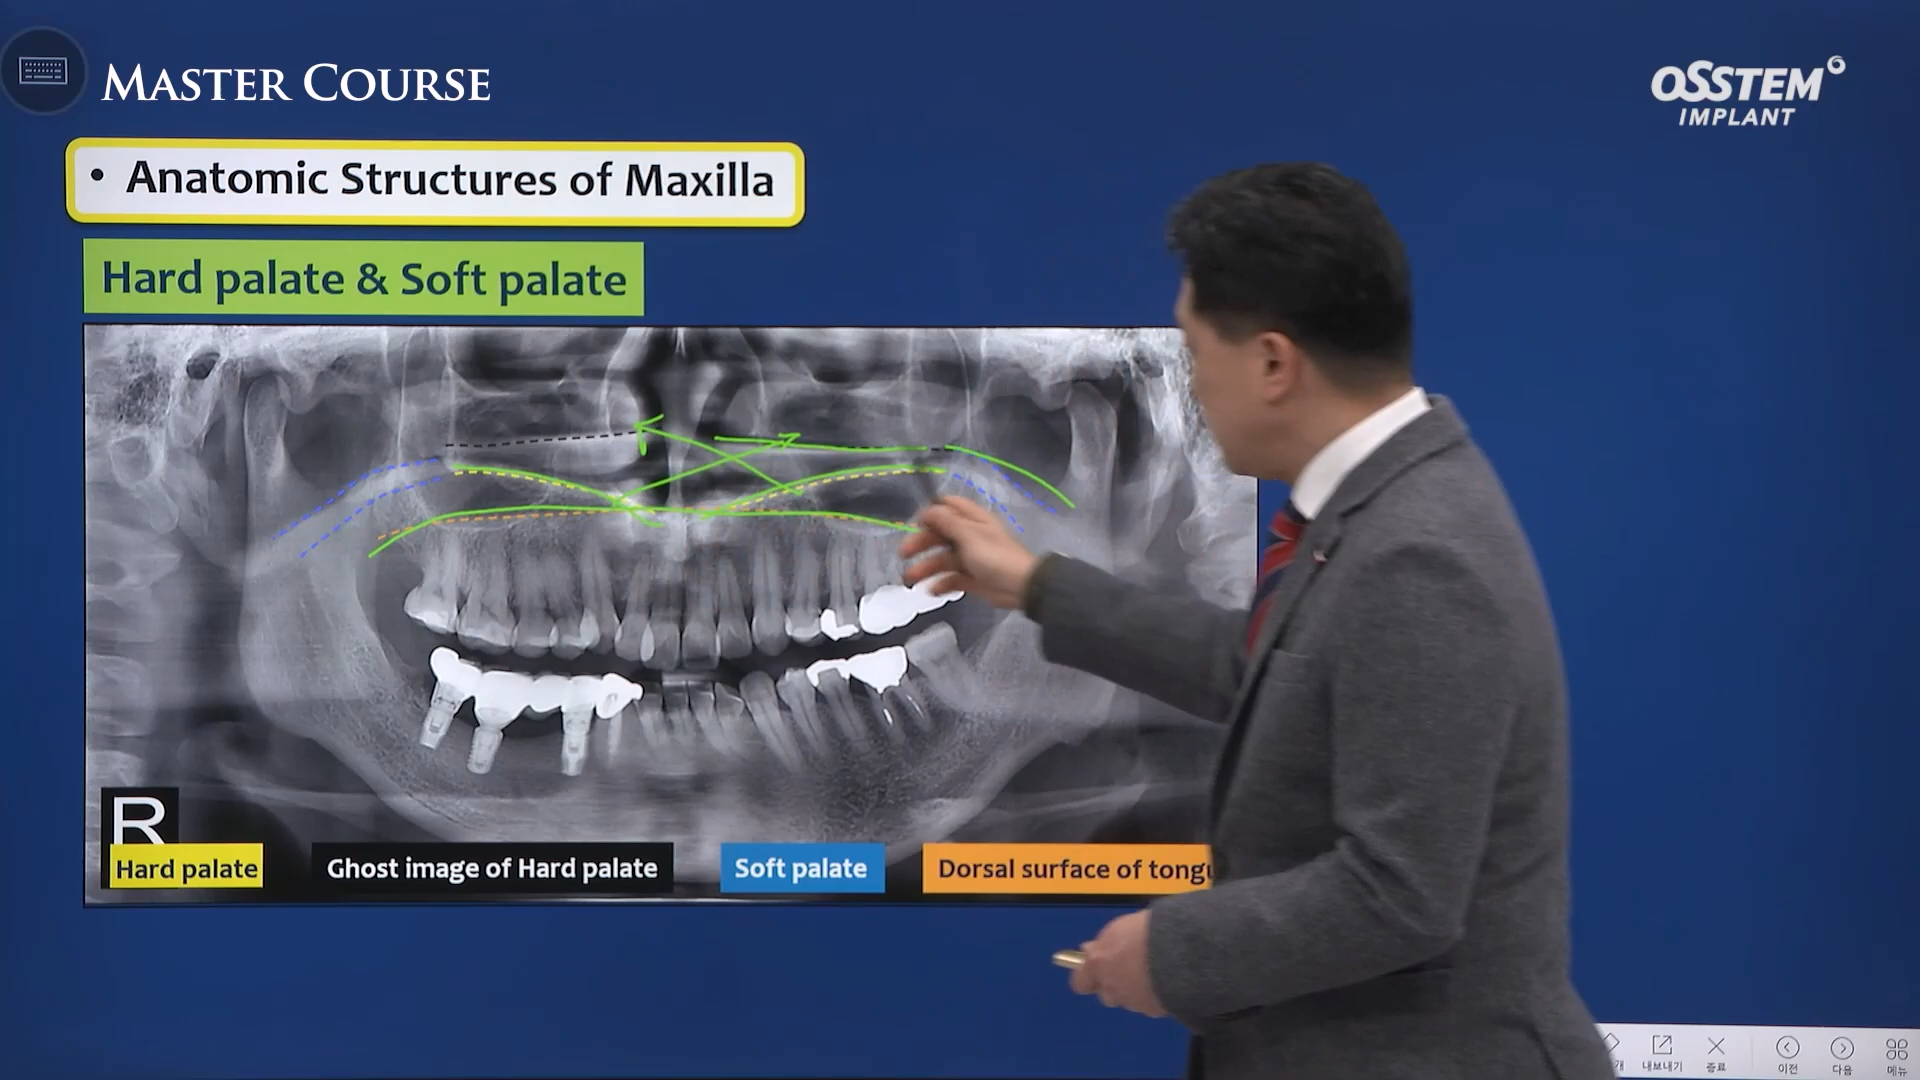 MASTER COURSE
OSSTEM
IMPLANT
• Anatomic Structures of Maxilla
Hard palate & Soft palate
R
Hard palate
Ghost image of Hard palate
Soft palate
Dorsal surface of
내보내기
종료
이전
다음
메뉴